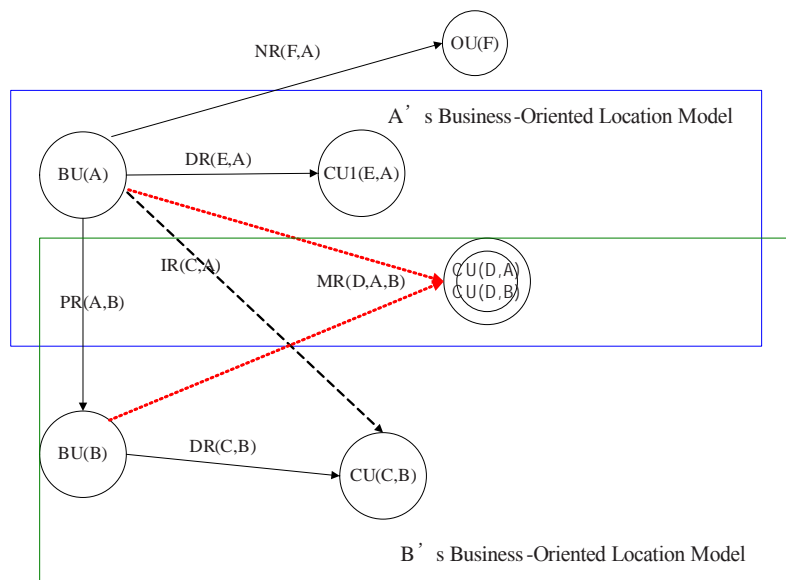 OU(F)
NR(F,A)
A’ s Business-Oriented Location Model
DR(E,A)
BU(A)
CU1(E,A)
IR(C,A)
CU(D,A)
MR(D,A,B)
CU(D,B)
PR(A,B)
DR(C,B)
BU(B)
CU(C,B)
B’ s Business-Oriented Location Model